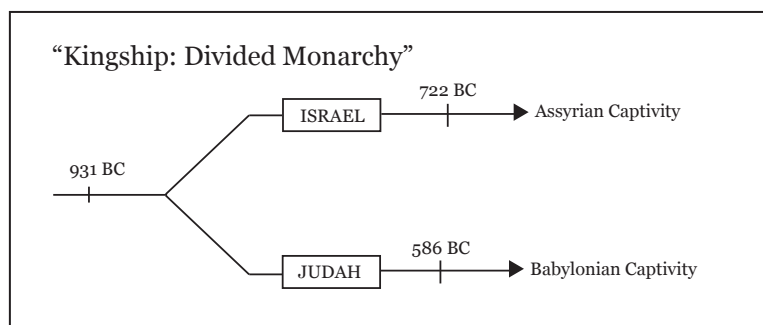 “Kingship: Divided Monarchy”
722 BC
ISRAEL
Assyrian Captivity
931 BC
586 BC
JUDAH
Babylonian Captivity